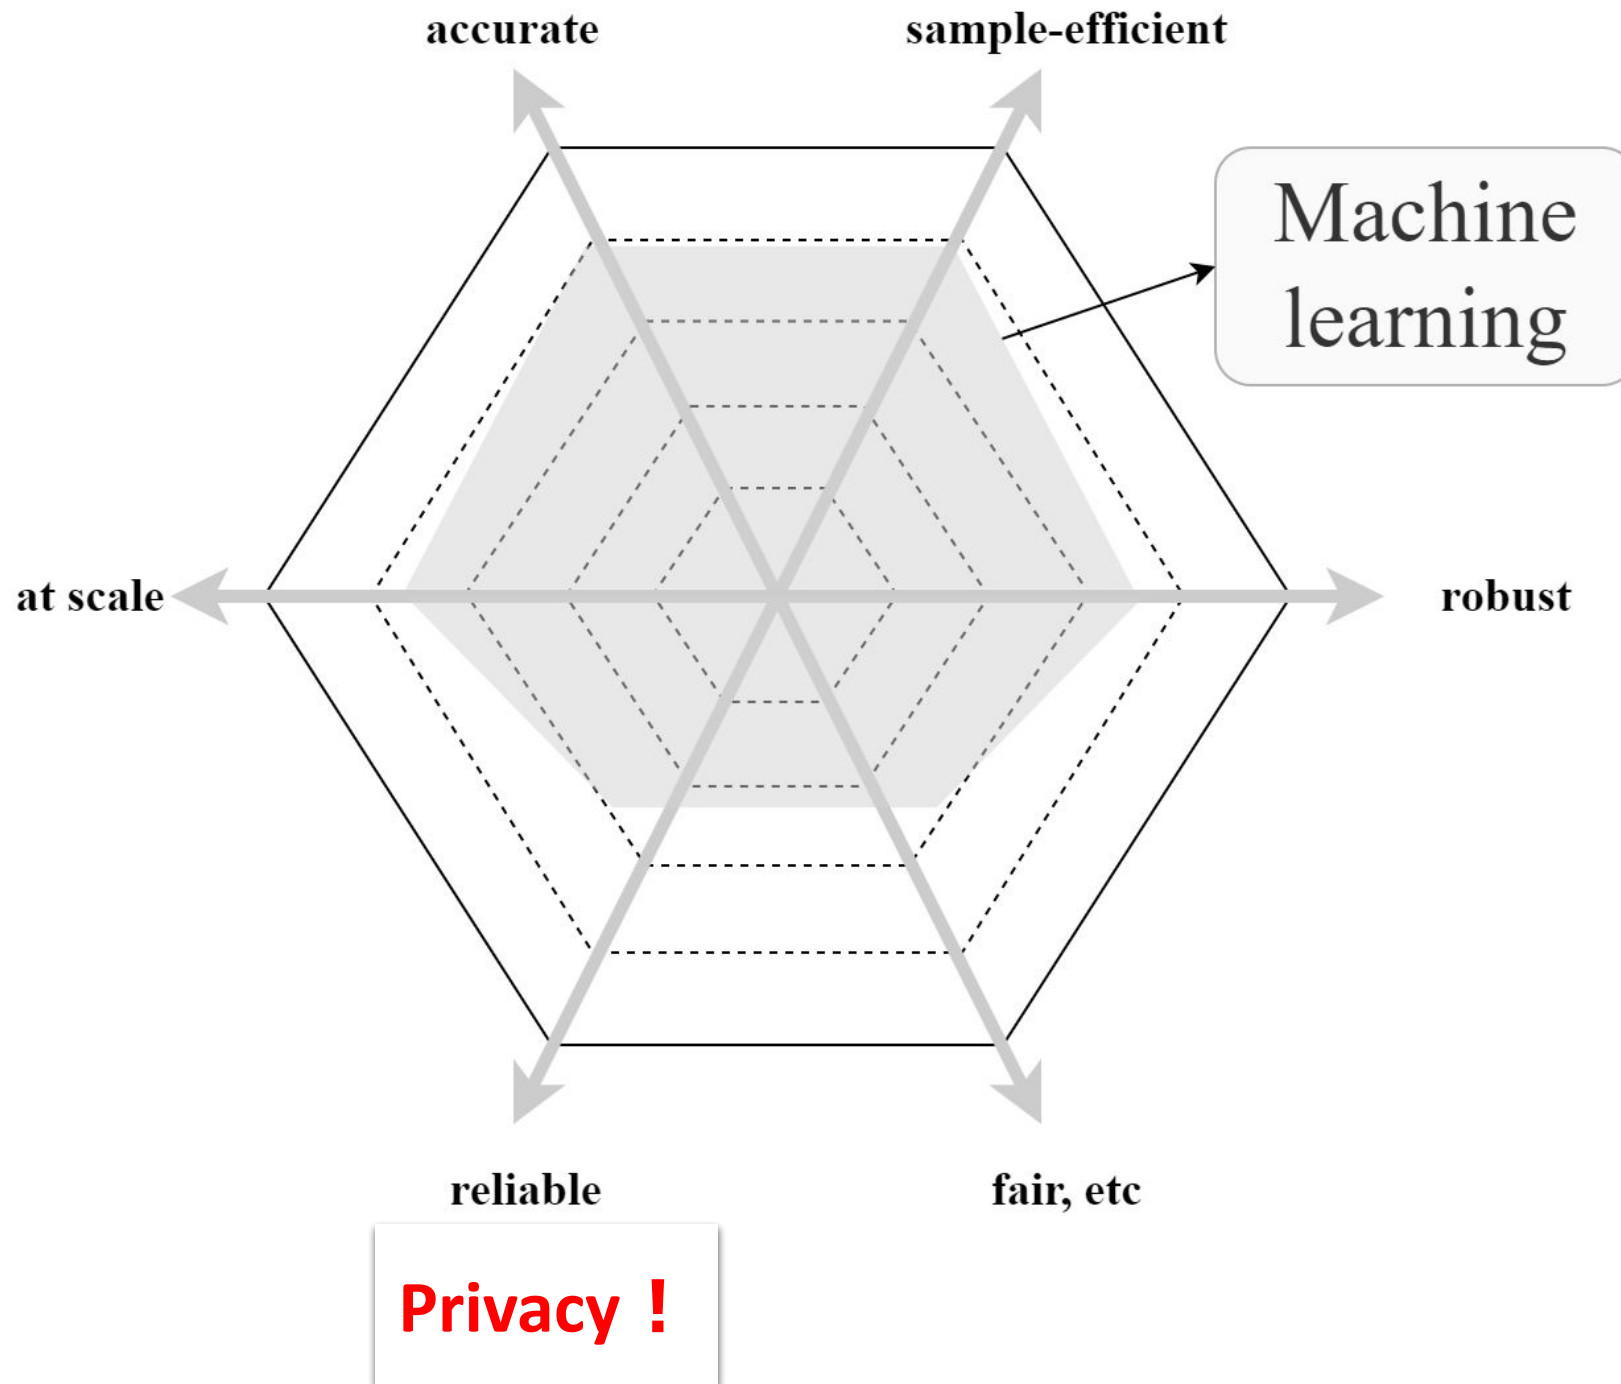 accurate
sample-efficient
Machine
learning
at scale
robust
reliable
fair, etc
Privacy !